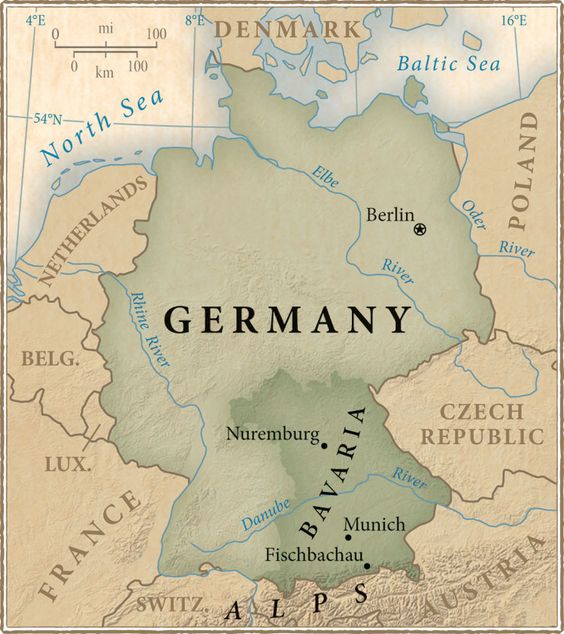 4°E
8°E
16°E
0 mi 100
0 km 100
DENMARK
Baltic Sea
North Sea
54°N
POLAND
NETHERLANDS
Elbe
River
Berlin
Oder
River
Rhine River
GERMANY
BELG.
CZECH
REPUBLIC
Nuremburg
BAVARIA
LUX.
FRANCE
Danube
River
Munich
Fischbachau
SWITZ.
ALPS
AUSTRIA